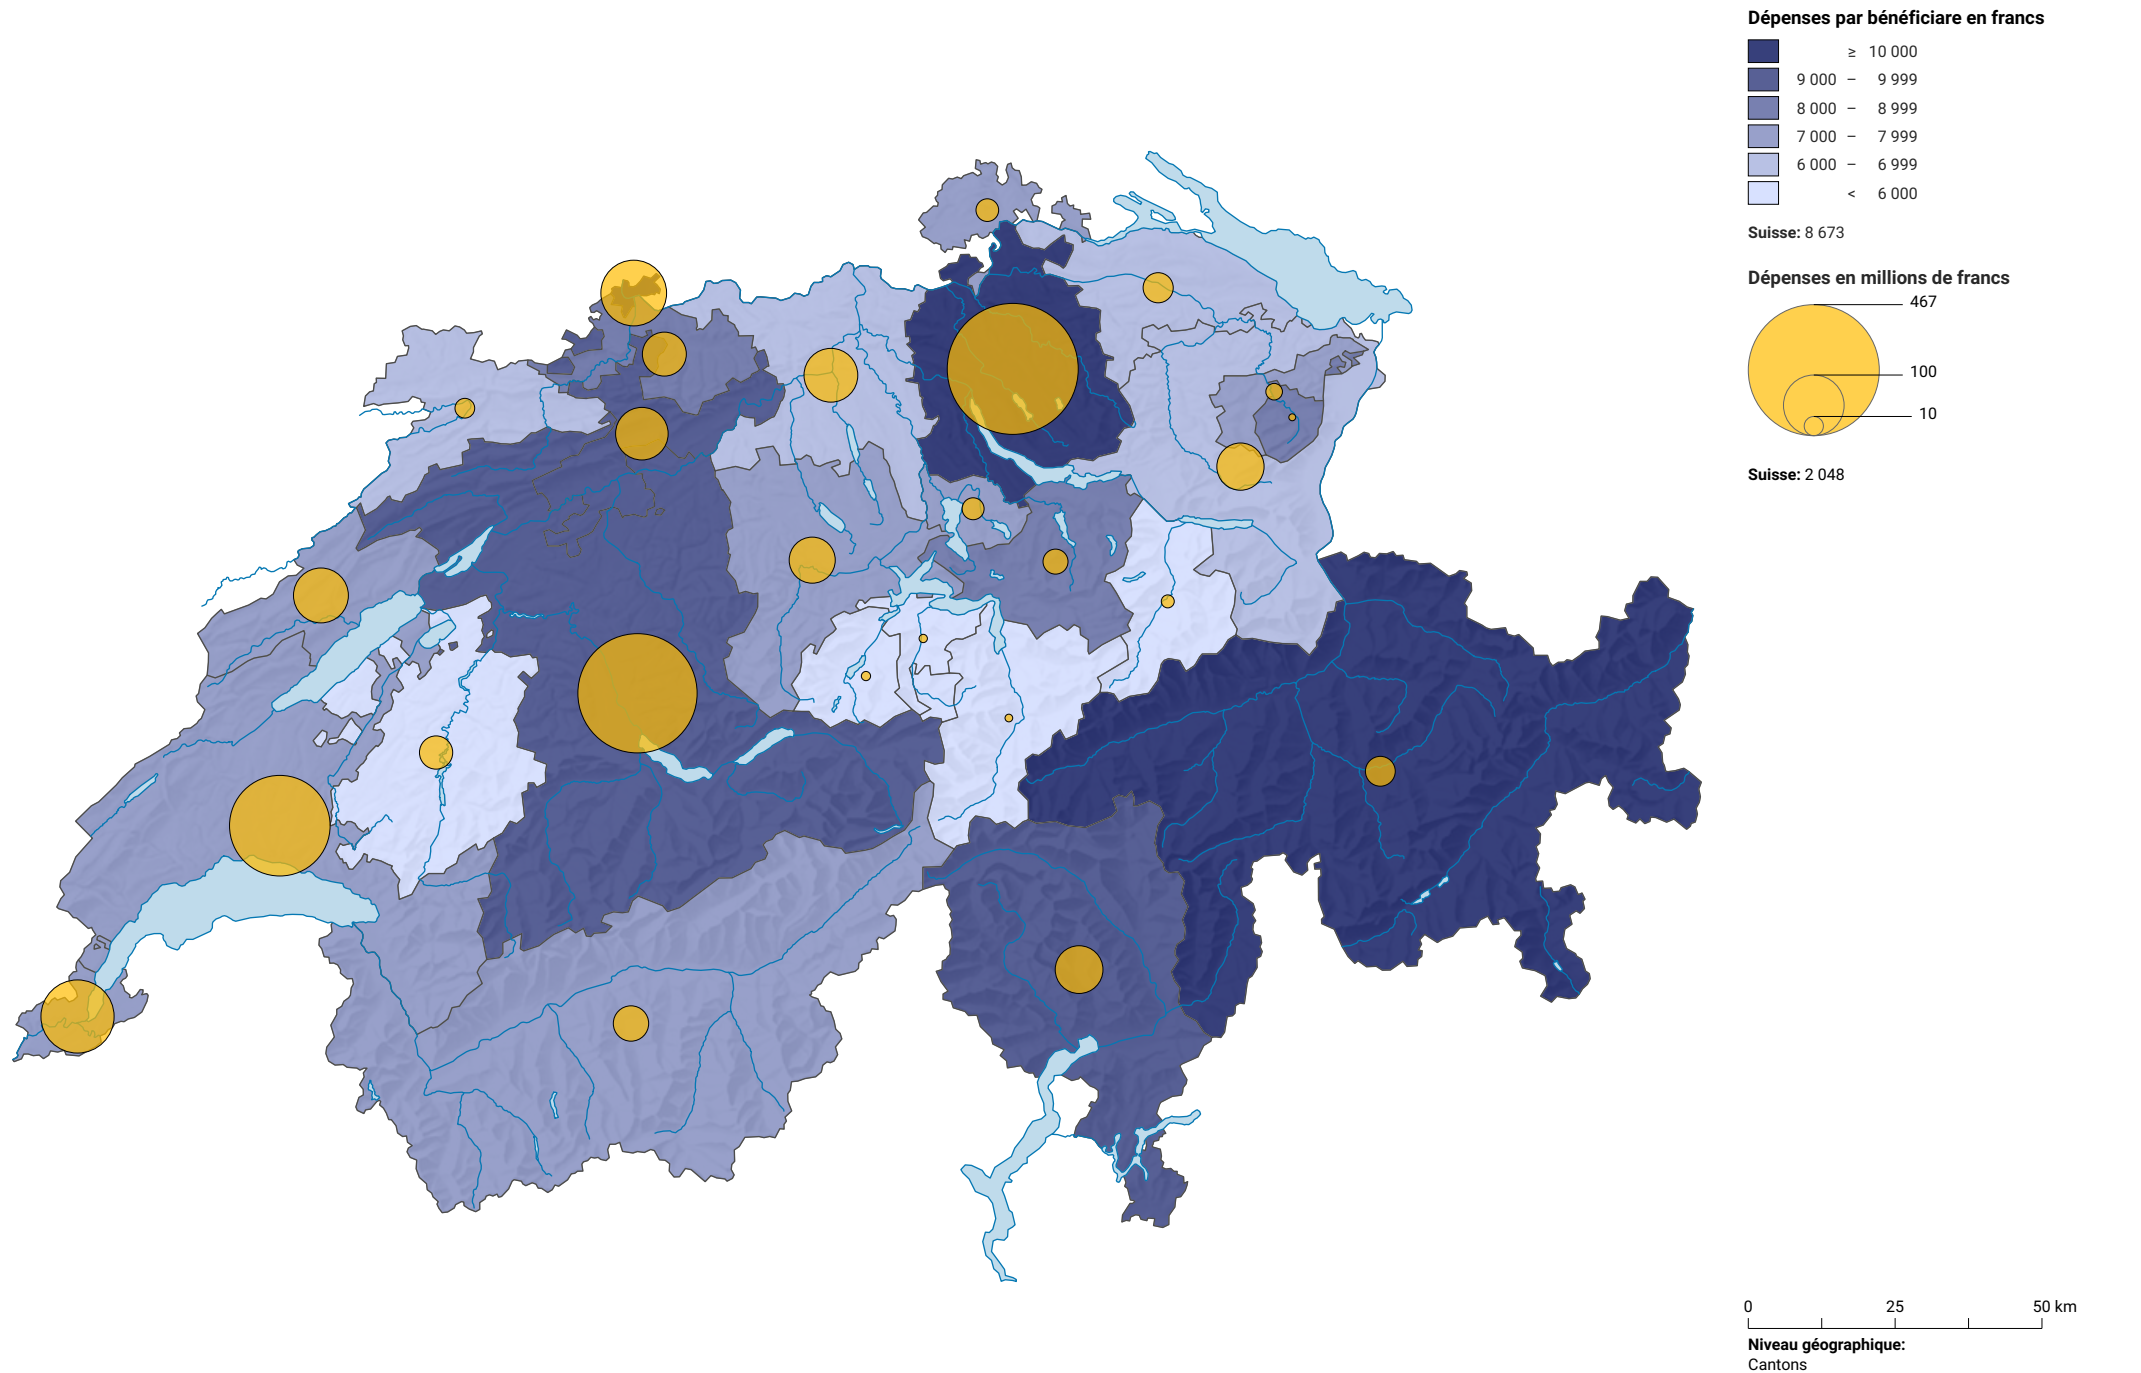 Dépenses par bénéficiare en francs
≥ 10 000
9 000 – 9 999
8 000 – 8 999
7 000 – 7 999
6 000 – 6 999
< 6 000
Suisse: 8 673
Dépenses en millions de francs
467
100
10
Suisse: 2 048
0 25 50 km
Niveau géographique:
Cantons